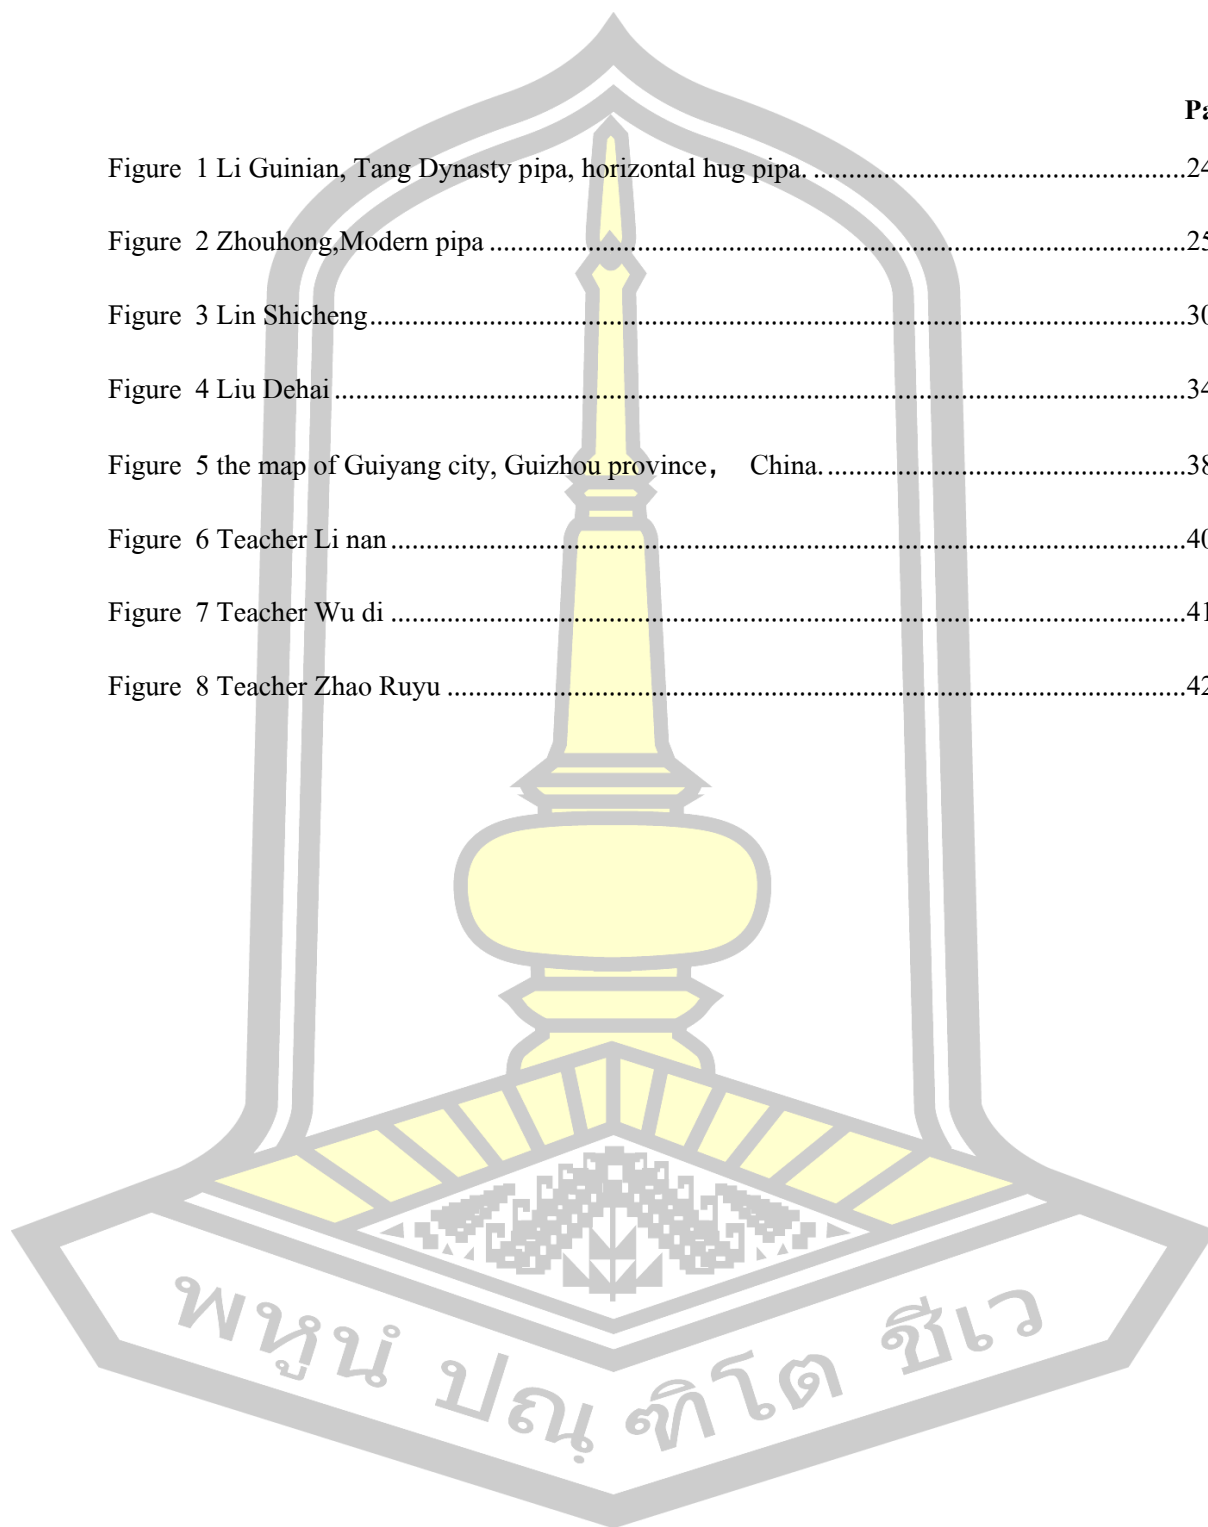 Pa
Figure 1 Li Guinian, Tang Dynasty pipa, horizontal hug pipa. ........................................................24
Figure 2 Zhouhong,Modern pipa ........................................................................................................25
Figure 3 Lin Shicheng..........................................................................................................................30
Figure 4 Liu Dehai ...............................................................................................................................34
Figure 5 the map of Guiyang city, Guizhou province， China. ......................................................38
Figure 6 Teacher Li nan .......................................................................................................................40
Figure 7 Teacher Wu di .......................................................................................................................41
Figure 8 Teacher Zhao Ruyu ..............................................................................................................42
พหูนํ ปณฺฑิโต ชีเว